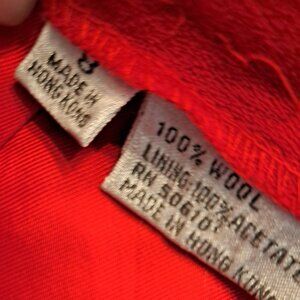 8
MADE IN
HONG KONG
100% WOOL
LINING:100% ACETATE
RN 50610
MADE IN HONG KONG